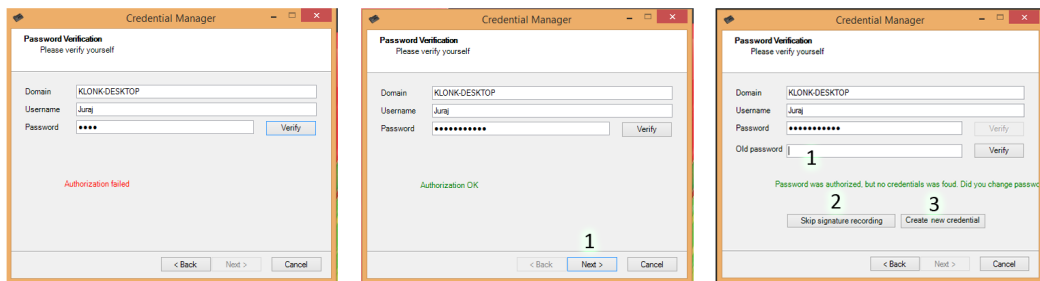 Credential Manager
Password Verification
Please verify yourself
Domain KLONK-DESKTOP
Username Juraj
Password •••• Verify
Authorization failed
< Back Next > Cancel
Credential Manager
Password Verification
Please verify yourself
Domain KLONK-DESKTOP
Username Juraj
Password ••••••••••• Verify
Authorization OK
1
< Back Next > Cancel
Credential Manager
Password Verification
Please verify yourself
Domain KLONK-DESKTOP
Username Juraj
Password ••••••••••• Verify
Old password 1 Verify
Password was authorized, but no credentials was foud. Did you change passwo
2 3
Skip signature recording Create new credential
< Back Next > Cancel